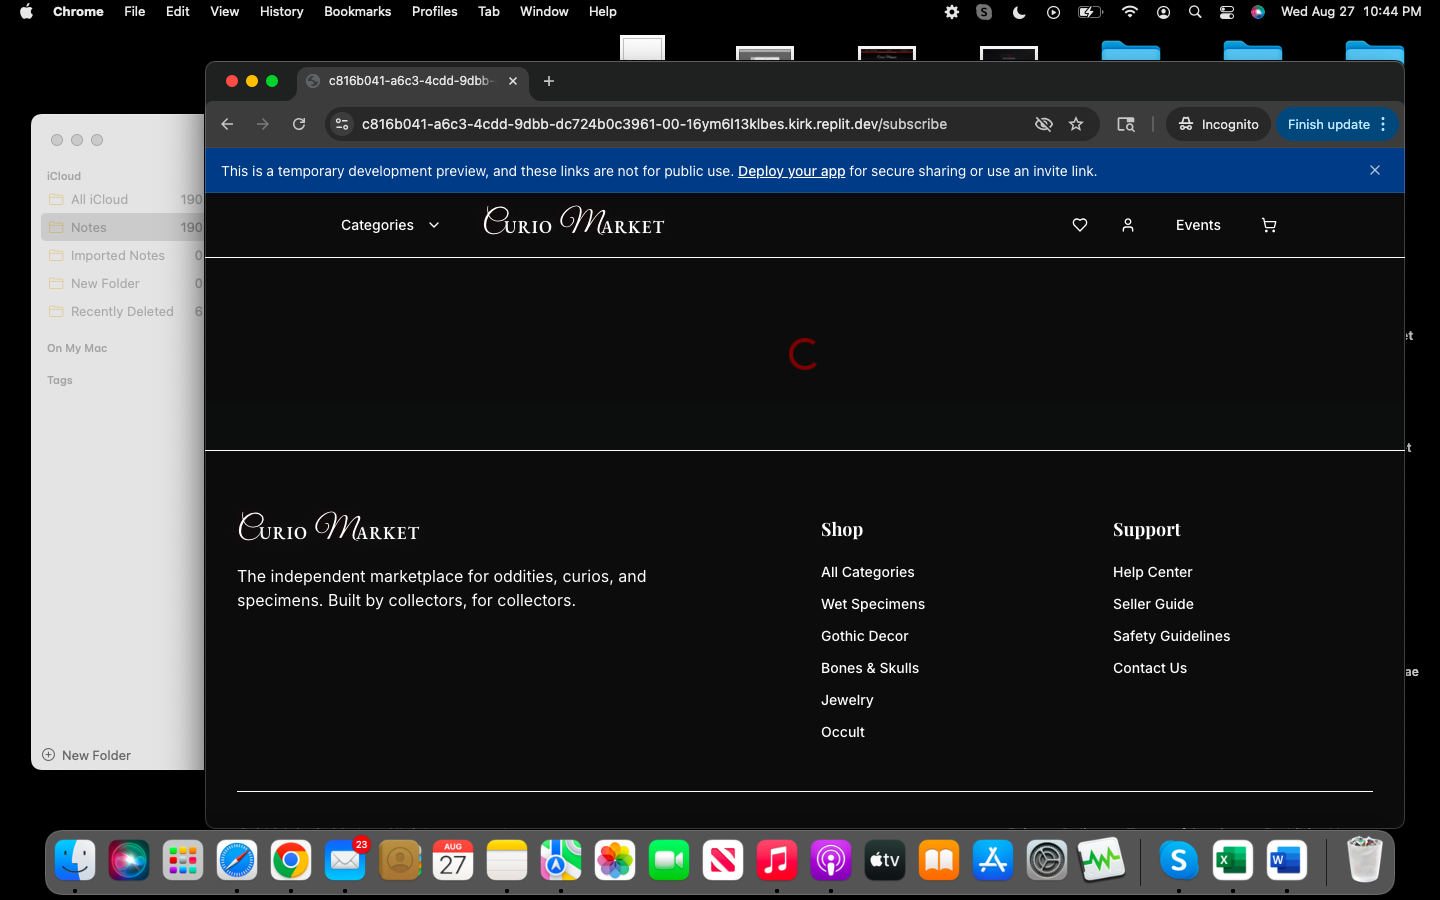 Chrome File Edit View History Bookmarks Profiles Tab Window Help Wed Aug 27 10:44 PM
c816b041-a6c3-4cdd-9dbb-
c816b041-a6c3-4cdd-9dbb-dc724b0c3961-00-16ym6l13klbes.kirk.replit.dev/subscribe Incognito Finish update
This is a temporary development preview, and these links are not for public use. Deploy your app for secure sharing or use an invite link.
Categories Curio Market Events
iCloud
All iCloud 190
Notes 190
Imported Notes 0
New Folder 0
Recently Deleted 6
On My Mac
Tags
New Folder
Curio Market
The independent marketplace for oddities, curios, and
specimens. Built by collectors, for collectors.
Shop
All Categories
Wet Specimens
Gothic Decor
Bones & Skulls
Jewelry
Occult
Support
Help Center
Seller Guide
Safety Guidelines
Contact Us
23
AUG
27
tv